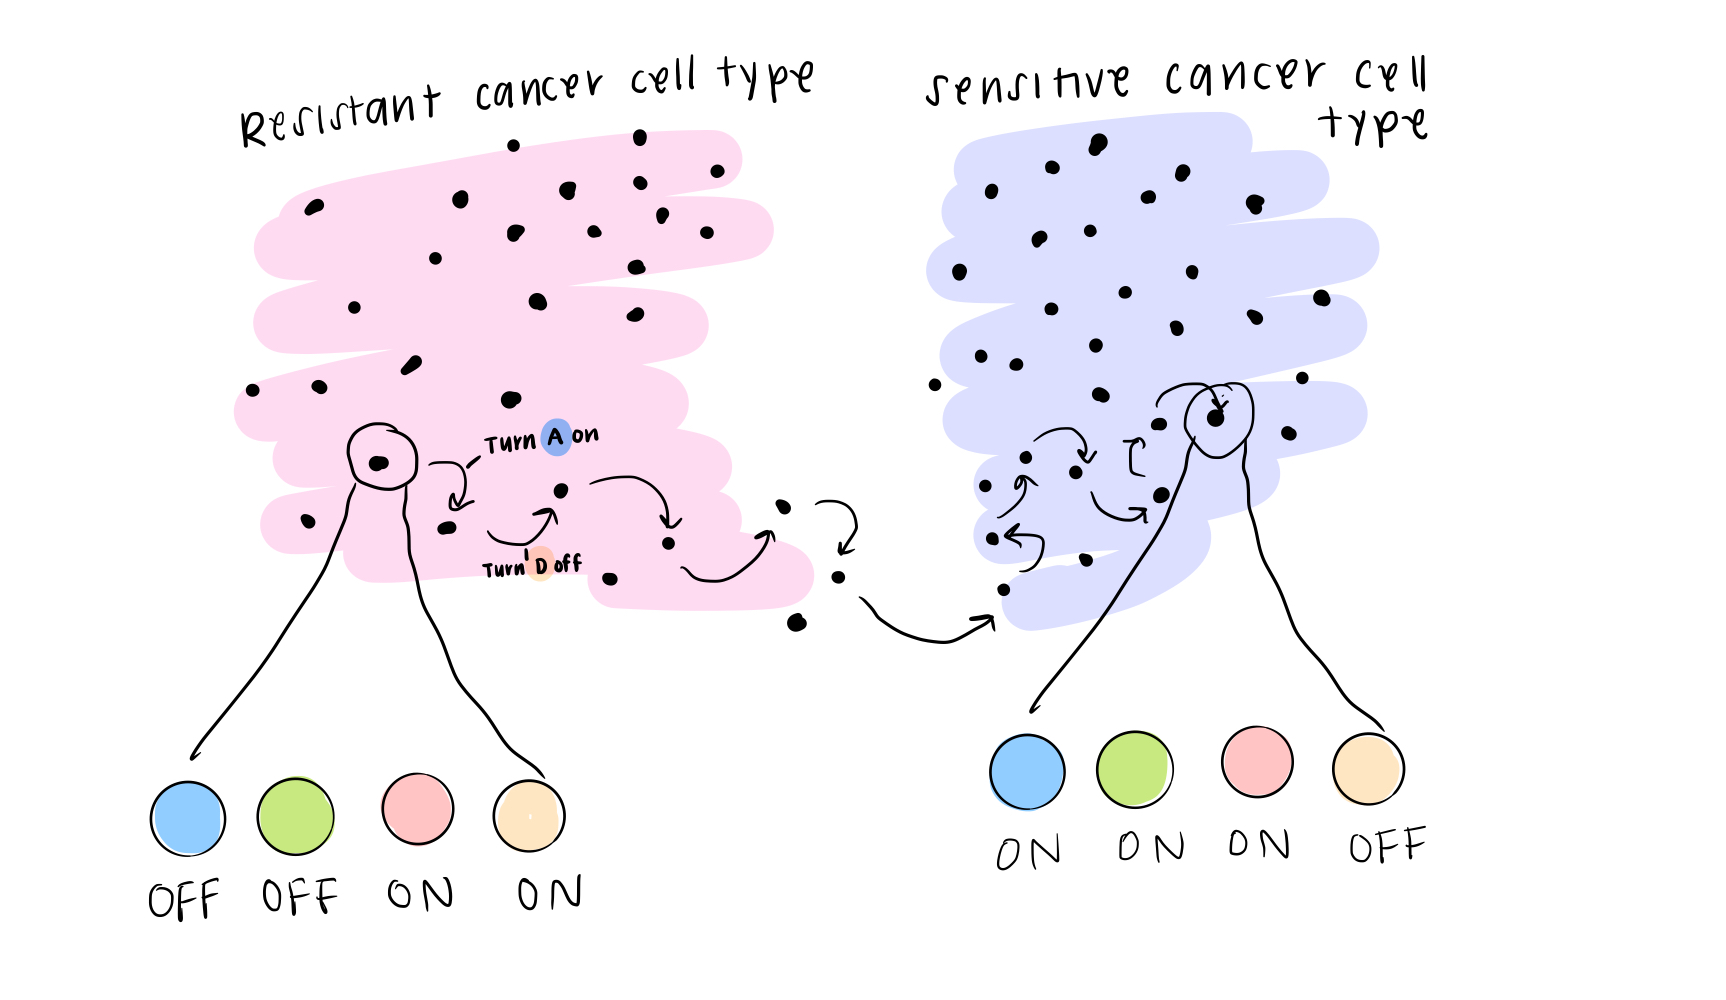 Resistant cancer cell type
sensitive cancer cell
type
Turn A on
Turn D off
OFF OFF ON ON
ON ON ON OFF